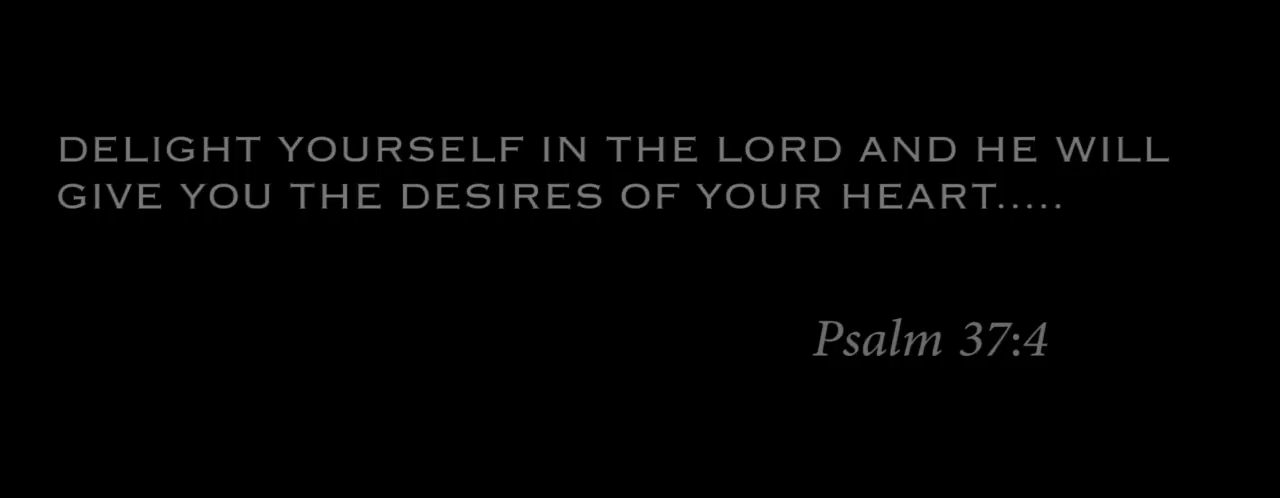 DELIGHT YOURSELF IN THE LORD AND HE WILL
GIVE YOU THE DESIRES OF YOUR HEART.....
Psalm 37:4